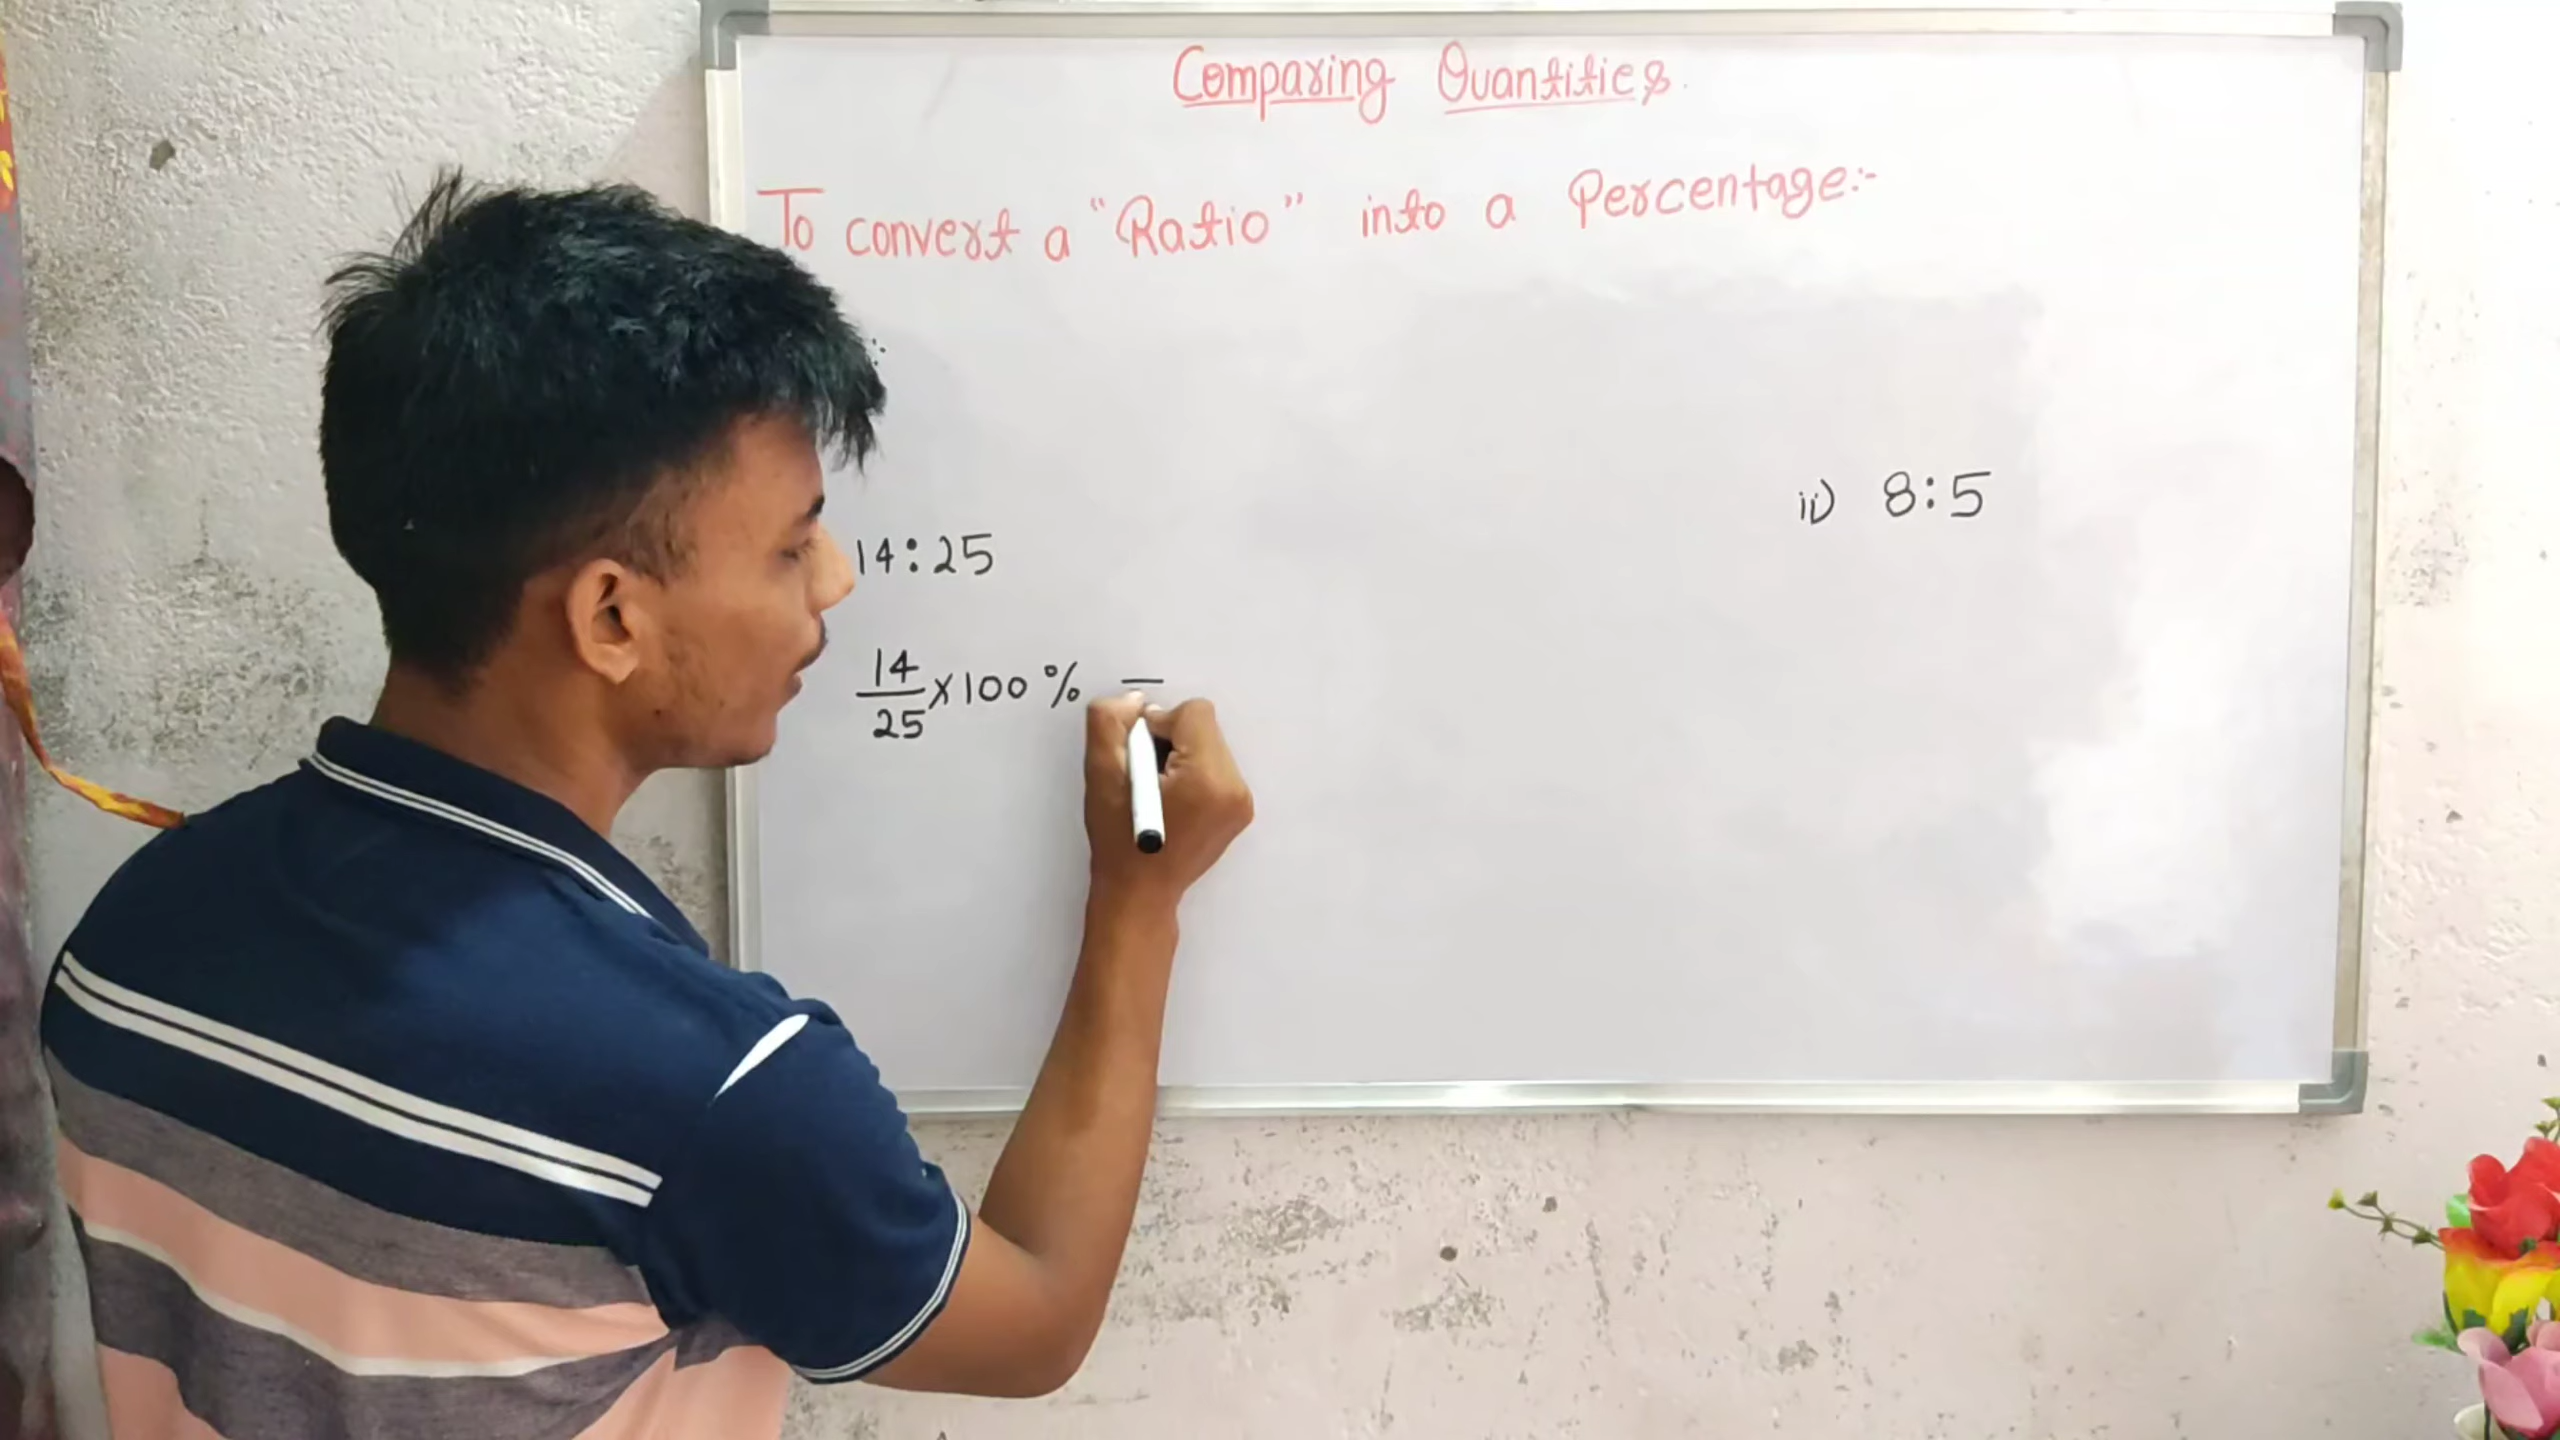 Comparing Quantities.
To convert a "Ratio" into a Percentage:-
14:25
ii) 8:5
14/25 x 100 % =